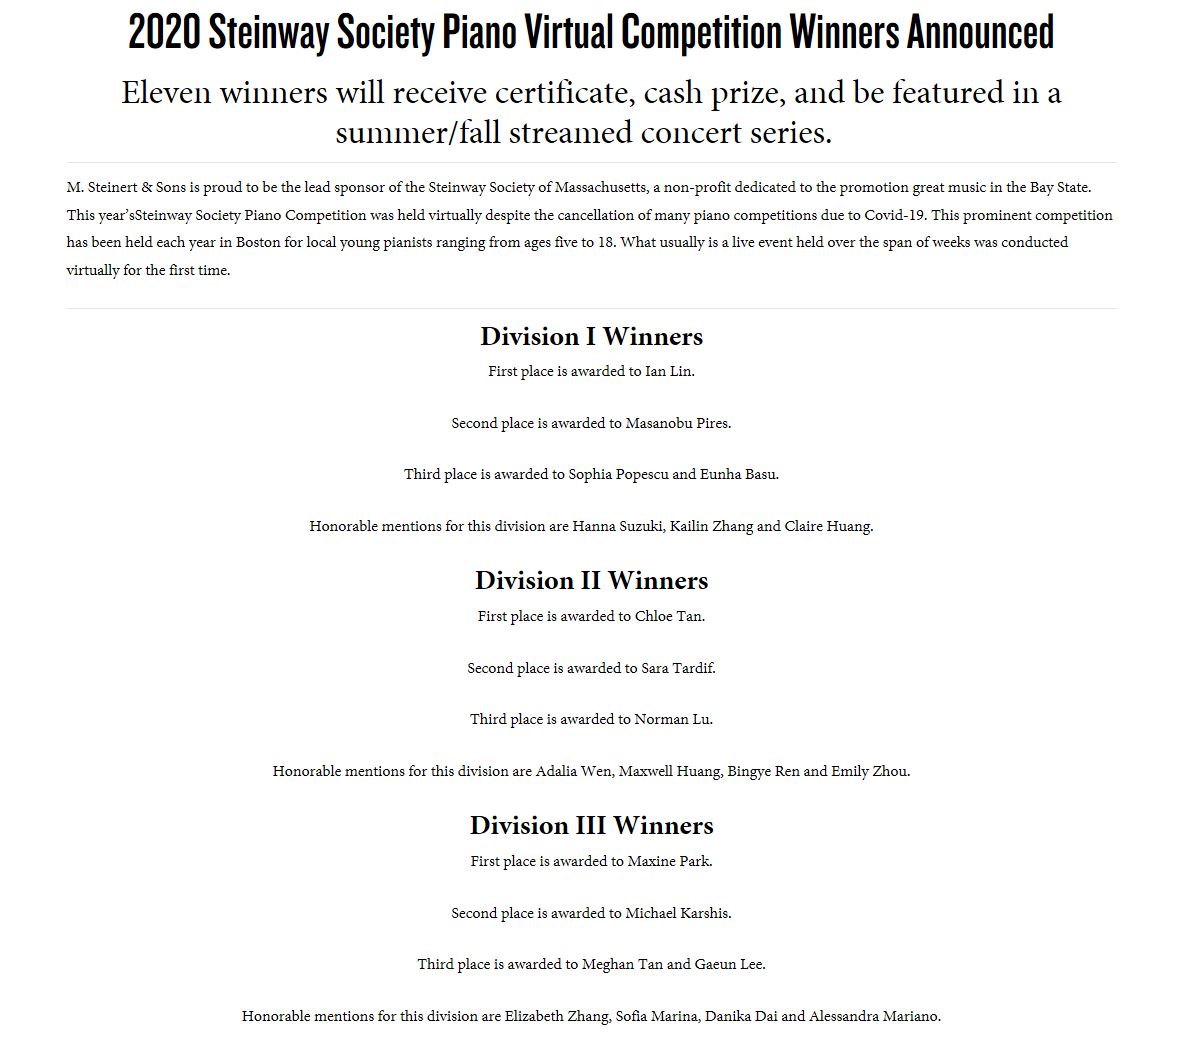 2020 Steinway Society Piano Virtual Competition Winners Announced
Eleven winners will receive certificate, cash prize, and be featured in a
summer/fall streamed concert series.
M. Steinert & Sons is proud to be the lead sponsor of the Steinway Society of Massachusetts, a non-profit dedicated to the promotion great music in the Bay State.
This year'sSteinway Society Piano Competition was held virtually despite the cancellation of many piano competitions due to Covid-19. This prominent competition
has been held each year in Boston for local young pianists ranging from ages five to 18. What usually is a live event held over the span of weeks was conducted
virtually for the first time.
Division I Winners
First place is awarded to Ian Lin.
Second place is awarded to Masanobu Pires.
Third place is awarded to Sophia Popescu and Eunha Basu.
Honorable mentions for this division are Hanna Suzuki, Kailin Zhang and Claire Huang.
Division II Winners
First place is awarded to Chloe Tan.
Second place is awarded to Sara Tardif.
Third place is awarded to Norman Lu.
Honorable mentions for this division are Adalia Wen, Maxwell Huang, Bingye Ren and Emily Zhou.
Division III Winners
First place is awarded to Maxine Park.
Second place is awarded to Michael Karshis.
Third place is awarded to Meghan Tan and Gaeun Lee.
Honorable mentions for this division are Elizabeth Zhang, Sofia Marina, Danika Dai and Alessandra Mariano.